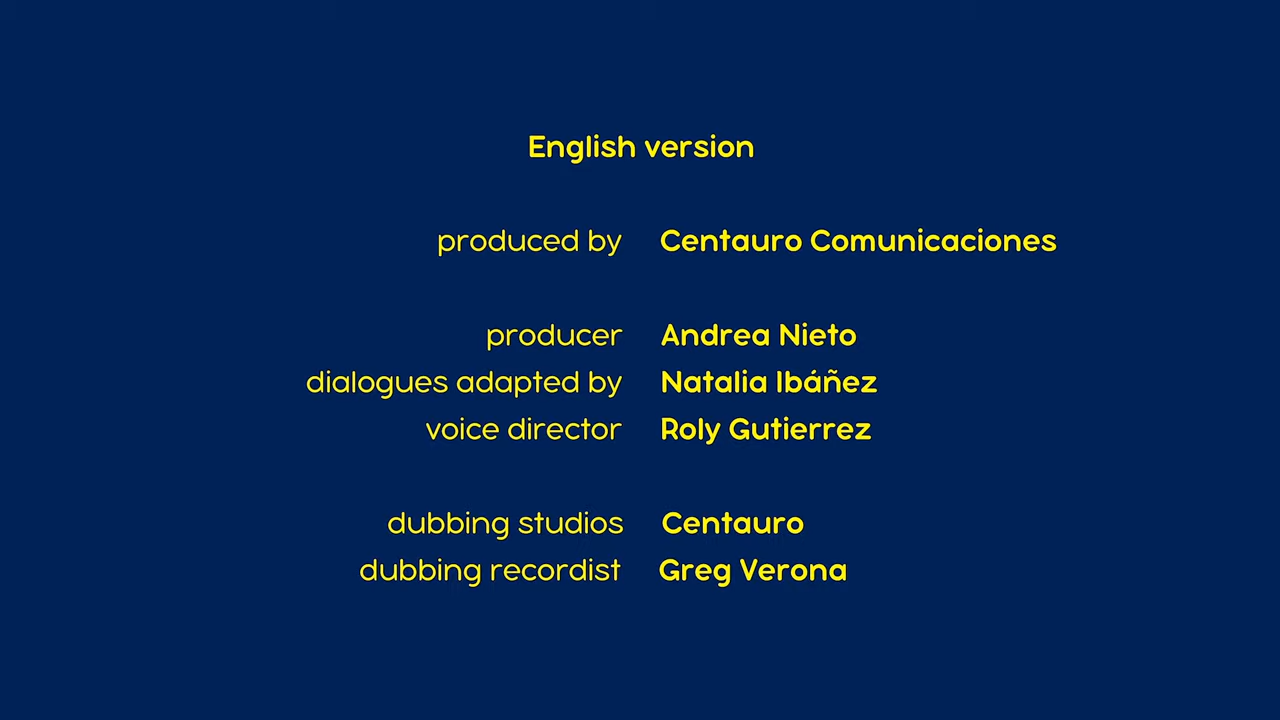 English version
produced by Centauro Comunicaciones
producer Andrea Nieto
dialogues adapted by Natalia Ibáñez
voice director Roly Gutierrez
dubbing studios Centauro
dubbing recordist Greg Verona